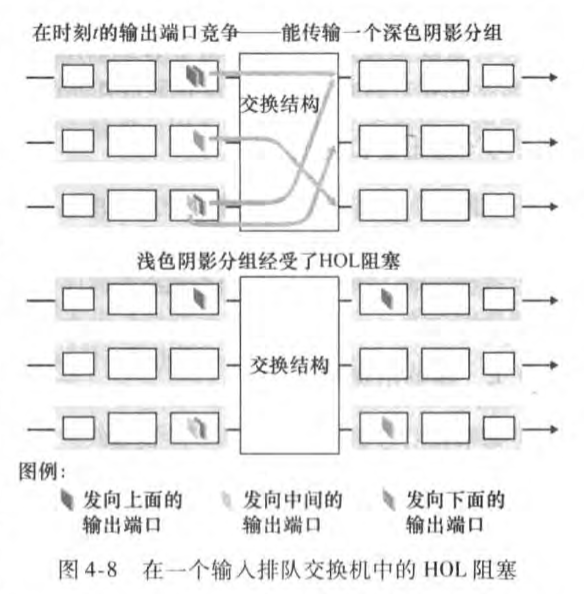 在时刻t的输出端口竞争——能传输一个深色阴影分组
交换结构
浅色阴影分组经受了HOL阻塞
交换结构
图例：
发向上面的
输出端口
发向中间的
输出端口
发向下面的
输出端口
图4-8 在一个输入排队交换机中的HOL阻塞